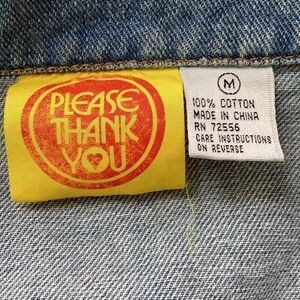 PLEASE
THANK
YOU
M
100% COTTON
MADE IN CHINA
RN 72556
CARE INSTRUCTIONS
ON REVERSE